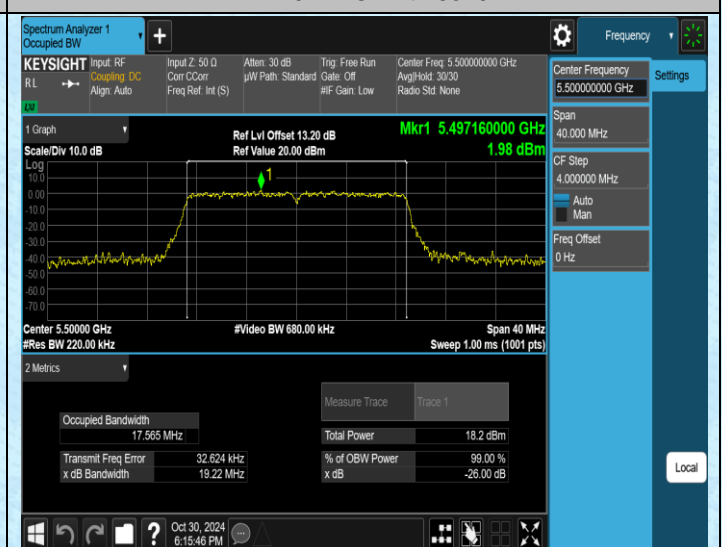 Spectrum Analyzer 1
Occupied BW
+
Frequency
KEYSIGHT
R L
LXI
Input: RF
Coupling: DC
Align: Auto
Input Z: 50 Ω
Corr CCorr
Freq Ref: Int (S)
Atten: 30 dB
µW Path: Standard
Trig: Free Run
Gate: Off
#IF Gain: Low
Center Freq: 5.500000000 GHz
Avg|Hold: 30/30
Radio Std: None
Center Frequency
5.500000000 GHz
Settings
Span
40.000 MHz
CF Step
4.000000 MHz
Auto
Man
Freq Offset
0 Hz
1 Graph
Scale/Div 10.0 dB
Ref Lvl Offset 13.20 dB
Ref Value 20.00 dBm
Mkr1 5.497160000 GHz
1.98 dBm
Log
10.0
0.00
-10.0
-20.0
-30.0
-40.0
-50.0
-60.0
-70.0
1
Center 5.50000 GHz
#Res BW 220.00 kHz
#Video BW 680.00 kHz
Span 40 MHz
Sweep 1.00 ms (1001 pts)
2 Metrics
Measure Trace Trace 1
Occupied Bandwidth
17.565 MHz
Total Power 18.2 dBm
Transmit Freq Error 32.624 kHz
% of OBW Power 99.00 %
x dB Bandwidth 19.22 MHz
x dB -26.00 dB
Local
?
Oct 30, 2024
6:15:46 PM